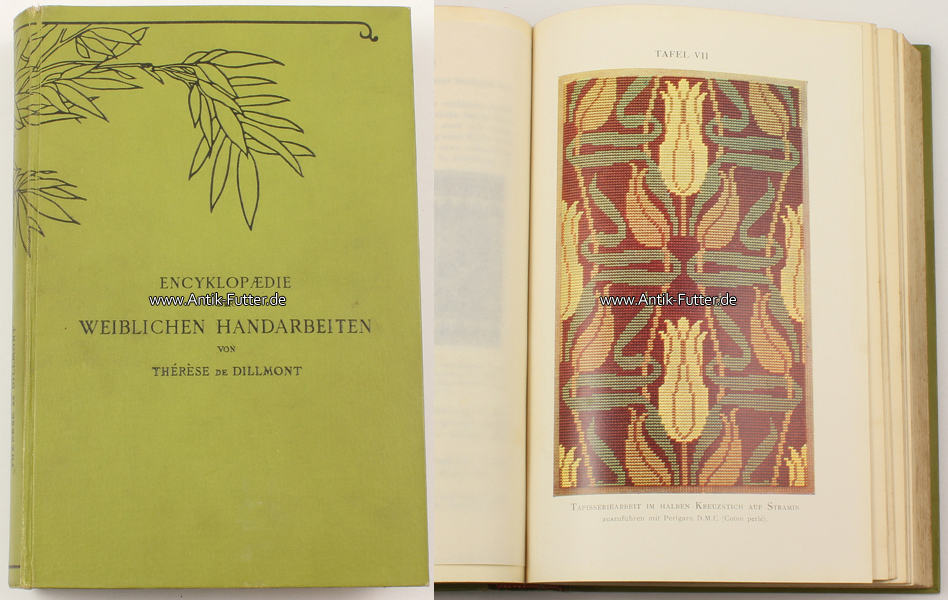 ENCYKLOPÆDIE
www.Antik-Futter.de
WEIBLICHEN HANDARBEITEN
VON
THÉRÈSE DE DILLMONT
TAFEL VII
www.Antik-Futter.de
TAPISSERIEARBEIT IM HALBEN KREUZSTICH AUF STRAMIN
auszuführen mit Perlgarn D.M.C (Coton perlé).